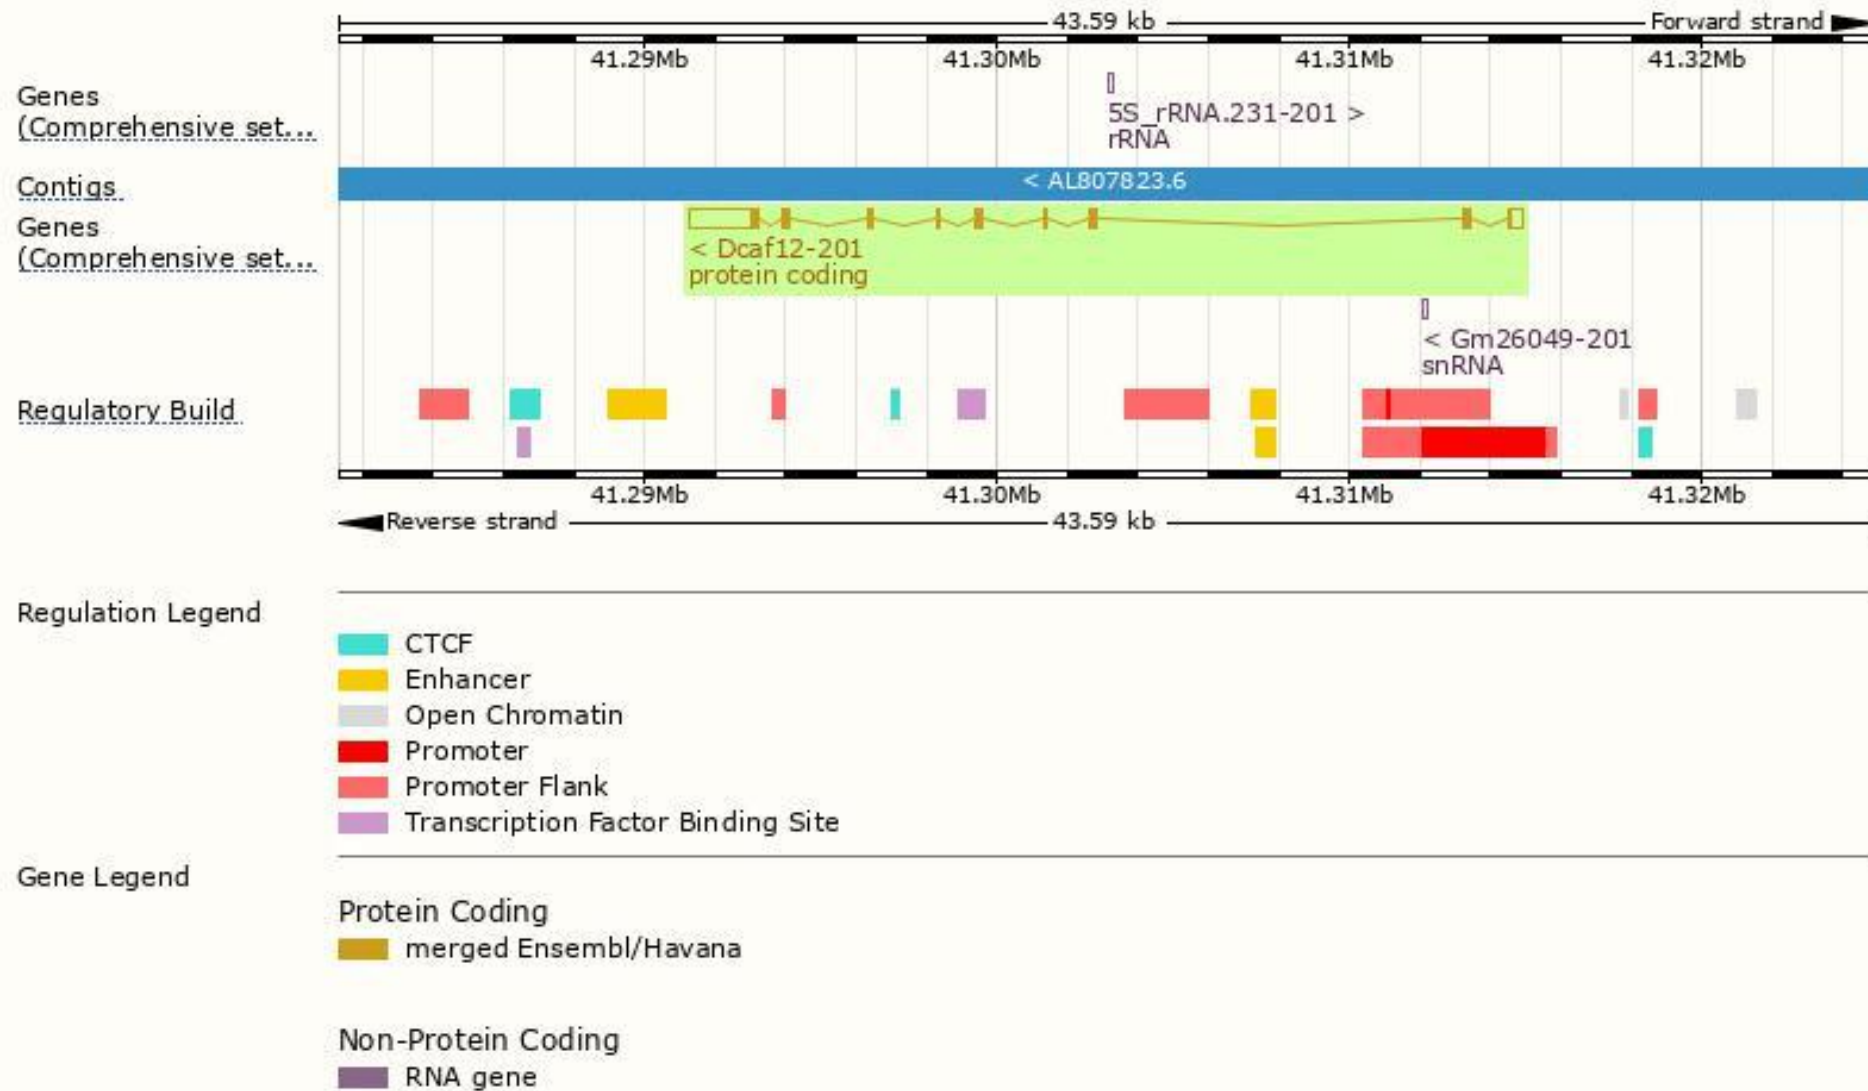 43.59 kb Forward strand
41.29Mb 41.30Mb 41.31Mb 41.32Mb
Genes
(Comprehensive set...
5S_rRNA.231-201 >
rRNA
Contigs
< AL807823.6
Genes
(Comprehensive set...
< Dcaf12-201
protein coding
< Gm26049-201
snRNA
Regulatory Build
41.29Mb 41.30Mb 41.31Mb 41.32Mb
Reverse strand 43.59 kb
Regulation Legend
CTCF
Enhancer
Open Chromatin
Promoter
Promoter Flank
Transcription Factor Binding Site
Gene Legend
Protein Coding
merged Ensembl/Havana
Non-Protein Coding
RNA gene